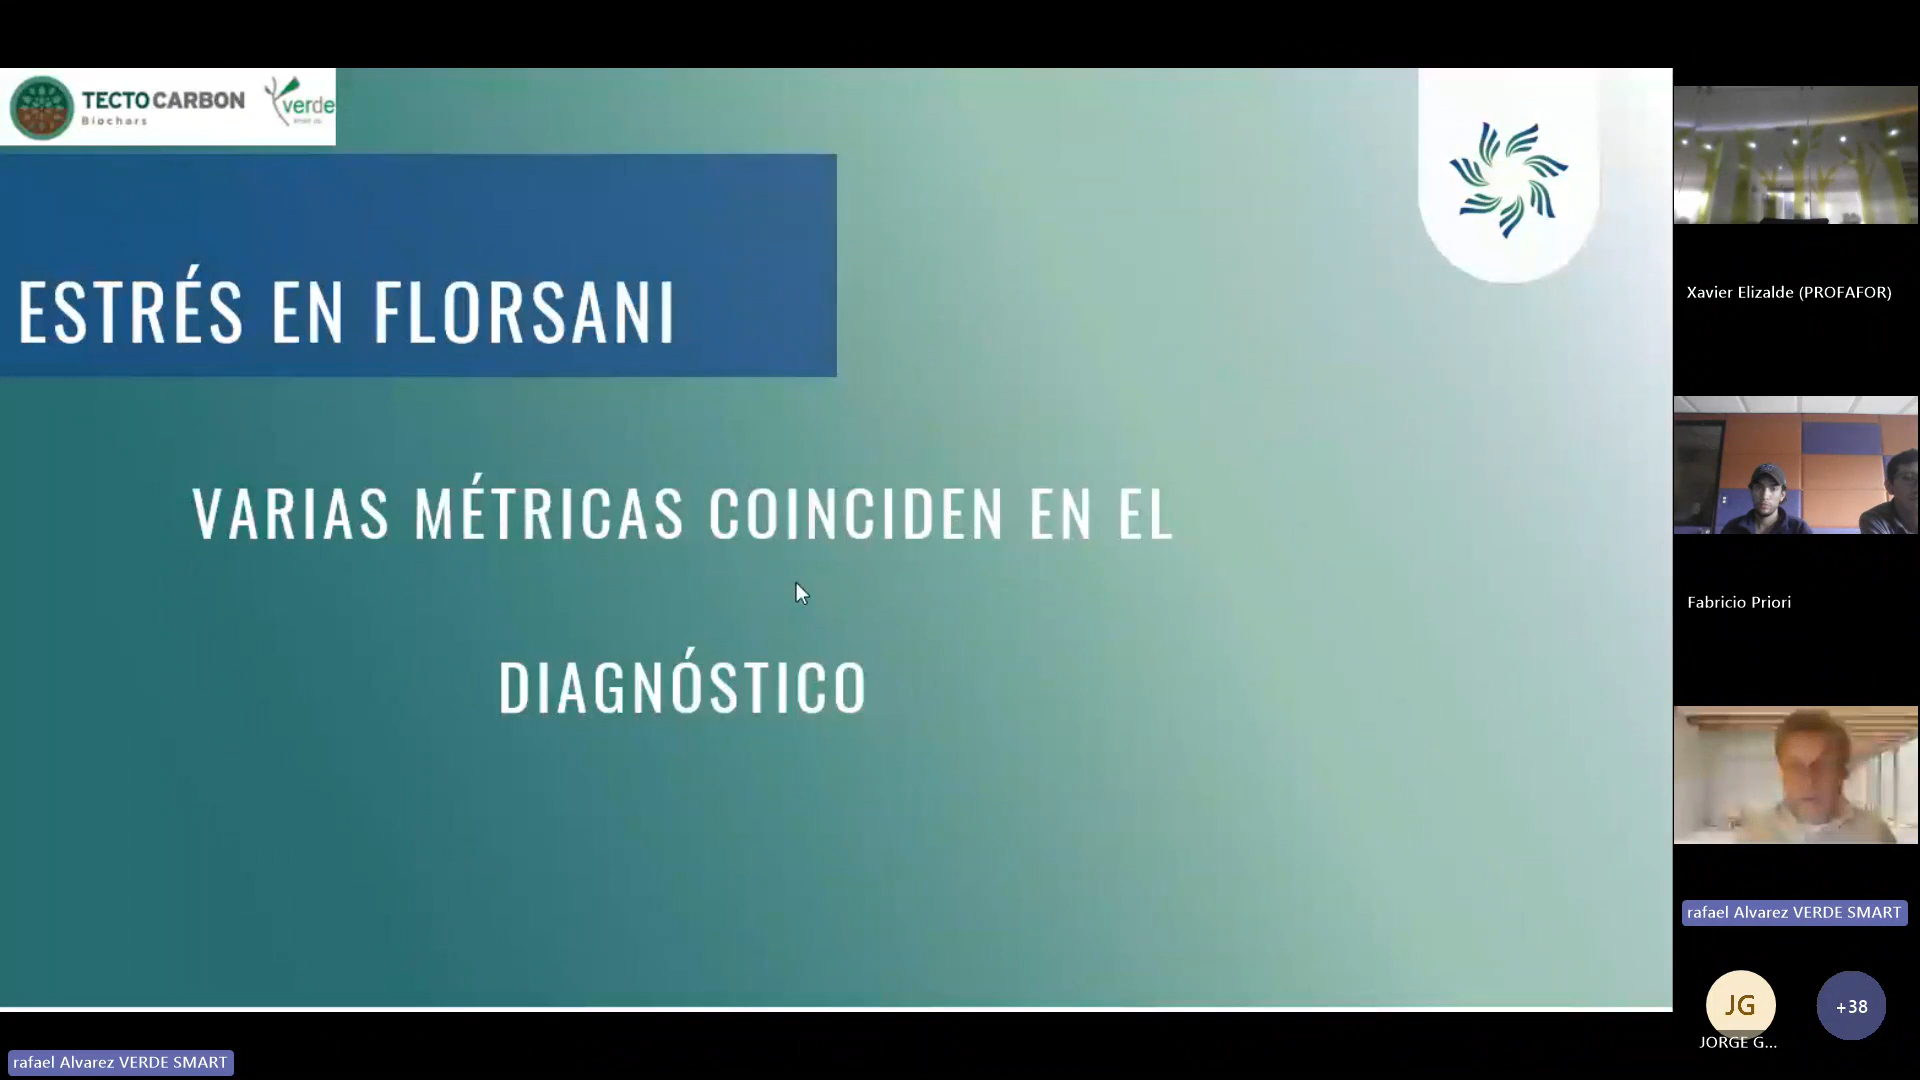 TECTO CARBON
Biochars
verde
ESTRÉS EN FLORSANI
VARIAS MÉTRICAS COINCIDEN EN EL
DIAGNÓSTICO
Xavier Elizalde (PROFAFOR)
Fabricio Priori
rafael Alvarez VERDE SMART
JG
+38
JORGE G...
rafael Alvarez VERDE SMART